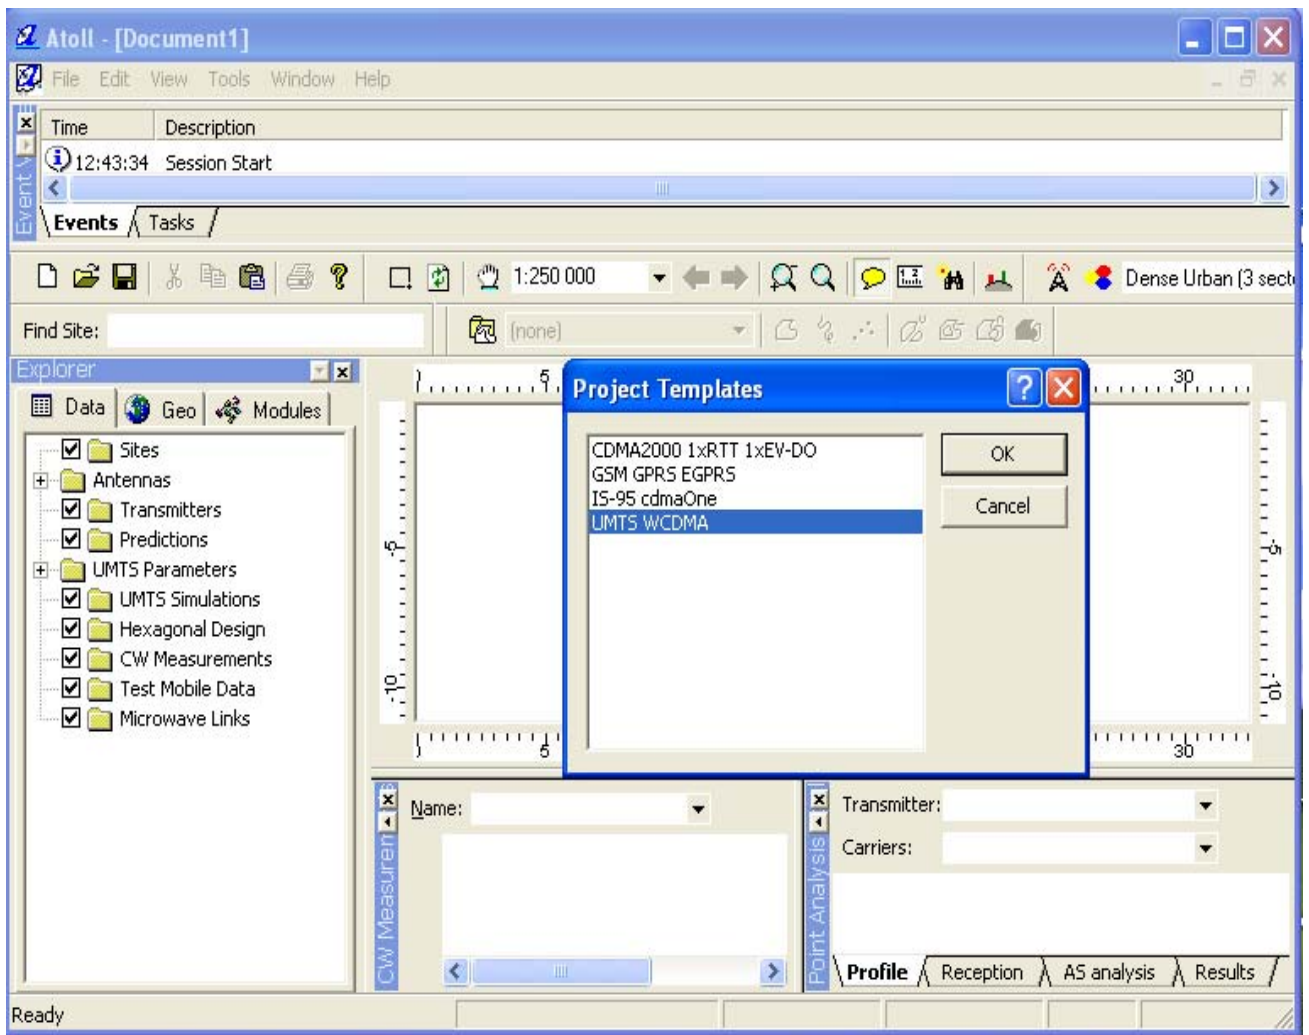 Atoll - [Document1]
File Edit View Tools Window Help
Time Description
12:43:34 Session Start
Events Tasks
1:250 000
Dense Urban (3
Find Site:
(none)
Explorer
Data Geo Modules
Sites
Antennas
Transmitters
Predictions
UMTS Parameters
UMTS Simulations
Hexagonal Design
CW Measurements
Test Mobile Data
Microwave Links
5 30
-5 -5
-10 -10
5 30
Project Templates
CDMA2000 1xRTT 1xEV-DO
GSM GPRS EGPRS
IS-95 cdmaOne
UMTS WCDMA
OK
Cancel
CW
Name:
Point Analysis
Transmitter:
Carriers:
Profile Reception AS analysis Results
Ready